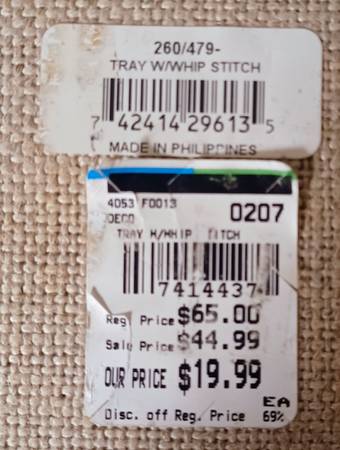 260/479-
TRAY W/WHIP STITCH
7 42414 29613 5
MADE IN PHILIPPINES
4053 F0013
DECO
0207
TRAY W/WHIP ITCH
7414437
Reg Price $65.00
Sale Price $44.99
OUR PRICE $19.99
EA
Disc. off Reg. Price 69%